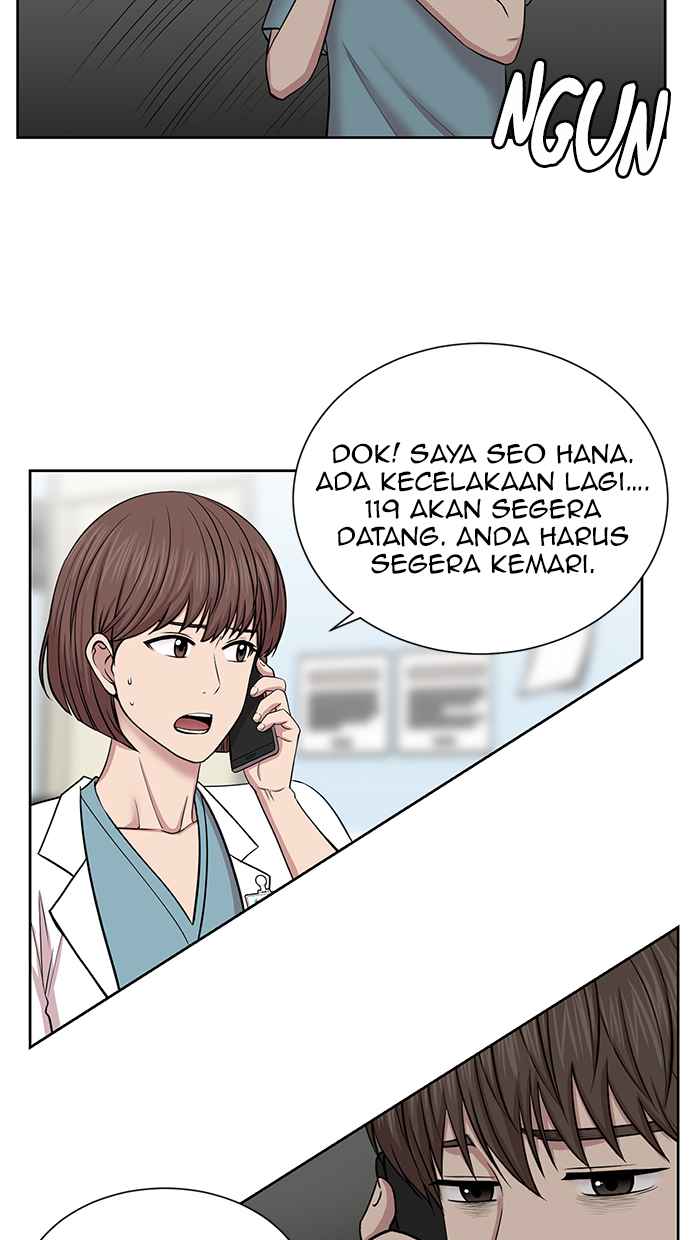 NGUN
DOK! SAYA SEO HANA.
ADA KECELAKAAN LAGI....
119 AKAN SEGERA
DATANG. ANDA HARUS
SEGERA KEMARI.